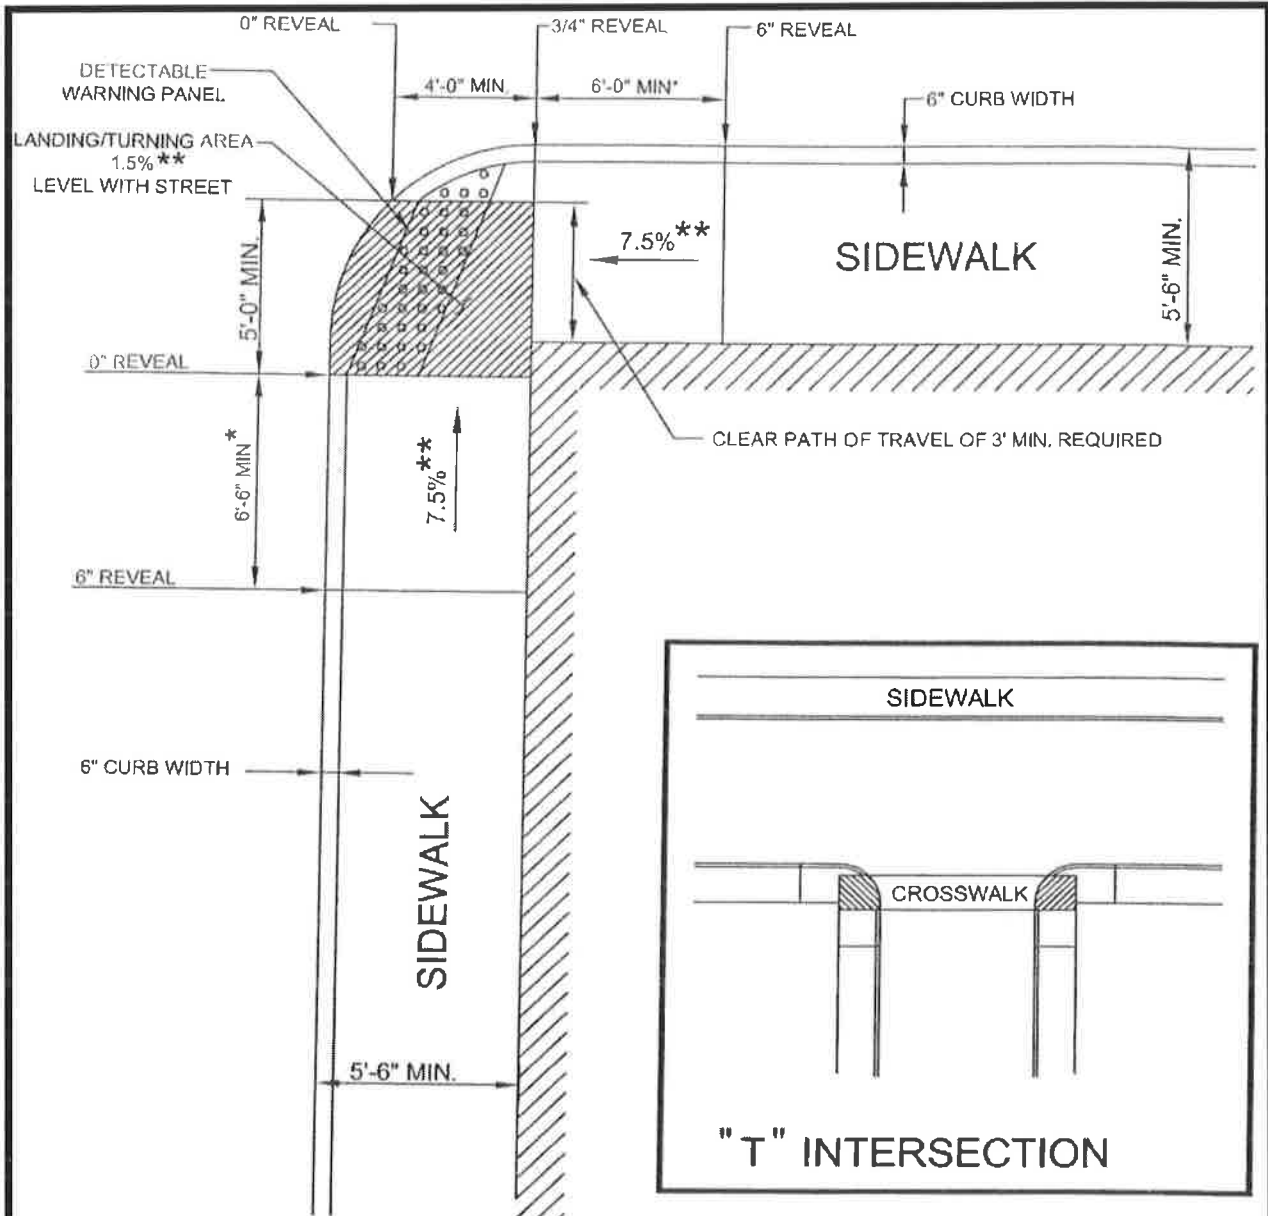 0" REVEAL
3/4" REVEAL
6" REVEAL
DETECTABLE
WARNING PANEL
4'-0" MIN.
6'-0" MIN*
6" CURB WIDTH
LANDING/TURNING AREA
1.5%**
LEVEL WITH STREET
7.5%**
SIDEWALK
5'-6" MIN.
5'-0" MIN.
0" REVEAL
CLEAR PATH OF TRAVEL OF 3' MIN. REQUIRED
6'-6" MIN*
7.5%**
6" REVEAL
6" CURB WIDTH
SIDEWALK
5'-6" MIN.
SIDEWALK
CROSSWALK
"T" INTERSECTION